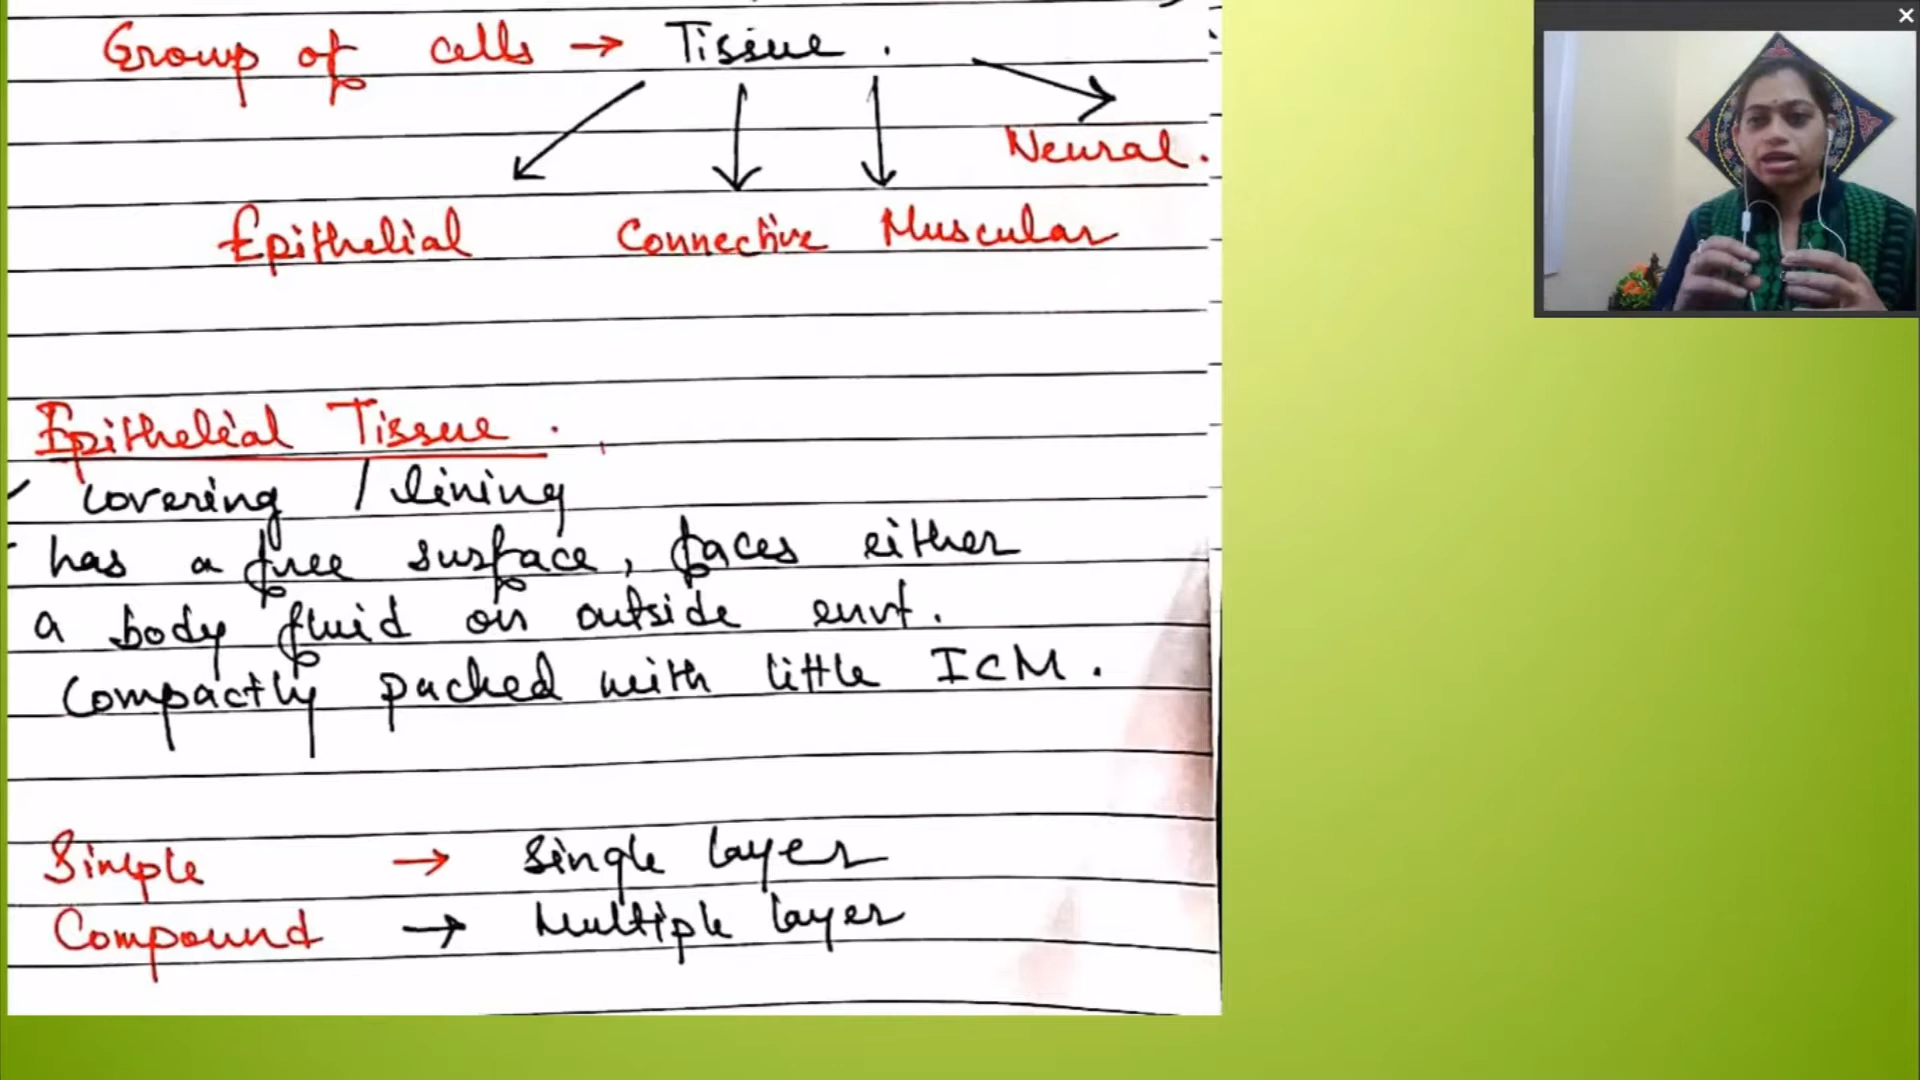 Group of cells → Tissue .
Neural.
Epithelial Connective Muscular
Epithelial Tissue .
covering / lining
has a free surface, faces either
a body fluid or outside envt.
Compactly packed with little ICM.
Simple → Single layer
Compound → Multiple layer